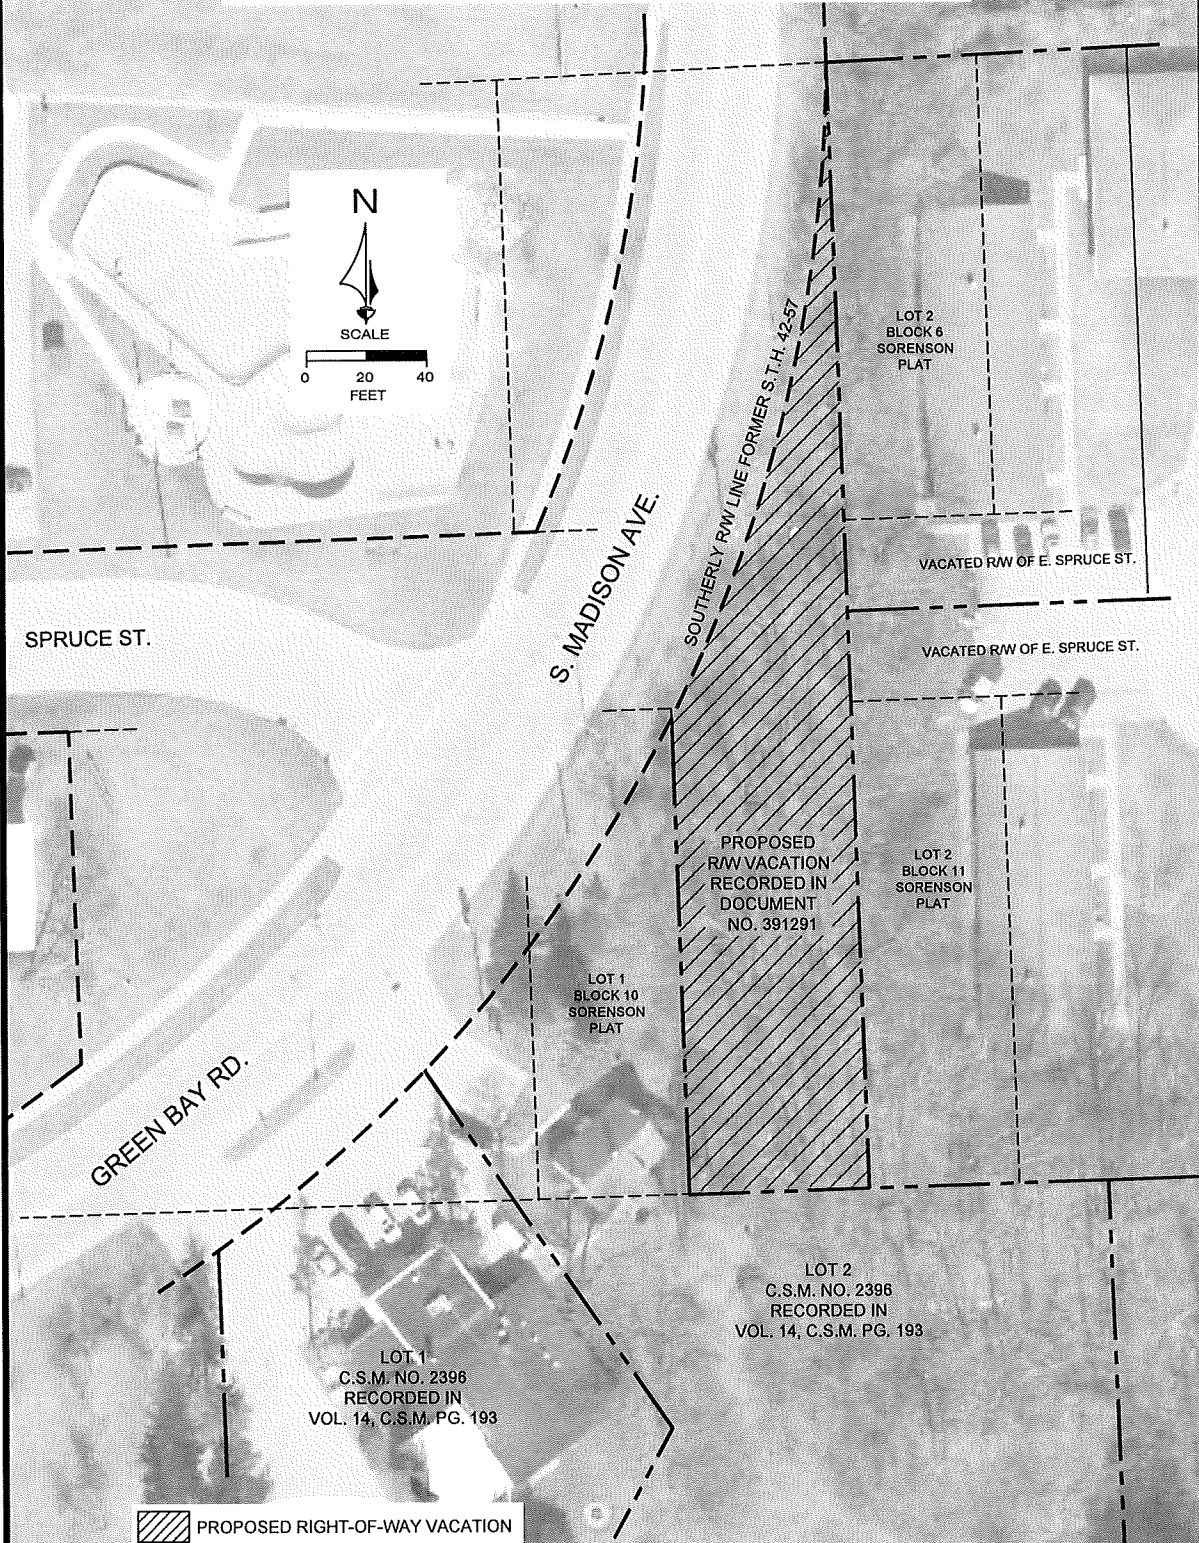 N
SCALE
0 20 40
FEET
SOUTHERLY R/W LINE FORMER S.T.H. 42-57
LOT 2
BLOCK 6
SORENSON
PLAT
S. MADISON AVE.
VACATED R/W OF E. SPRUCE ST.
SPRUCE ST.
VACATED R/W OF E. SPRUCE ST.
PROPOSED
R/W VACATION
RECORDED IN
DOCUMENT
NO. 391291
LOT 2
BLOCK 11
SORENSON
PLAT
LOT 1
BLOCK 10
SORENSON
PLAT
GREEN BAY RD.
LOT 2
C.S.M. NO. 2396
RECORDED IN
VOL. 14, C.S.M. PG. 193
LOT 1
C.S.M. NO. 2396
RECORDED IN
VOL. 14, C.S.M. PG. 193
PROPOSED RIGHT-OF-WAY VACATION